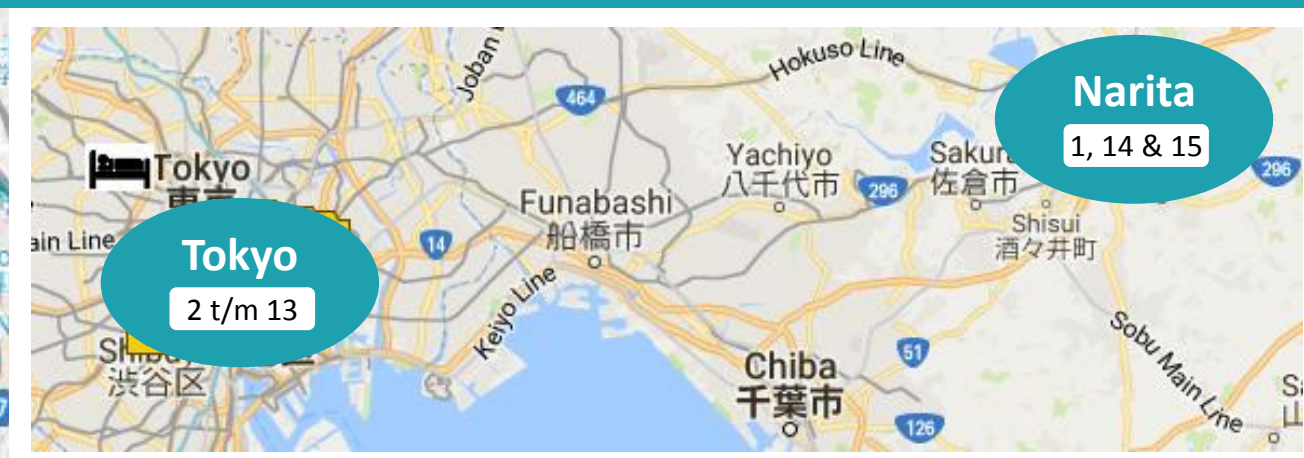 Joban
Hokuso Line
464
Narita
1, 14 & 15
296
Tokyo
東京
Yachiyo
八千代市
296
Sakura
佐倉市
Funabashi
船橋市
Shisui
酒々井町
ain Line
14
Tokyo
2 t/m 13
Keiyo Line
渋谷区
51
Chiba
千葉市
Sobu Main Line
126